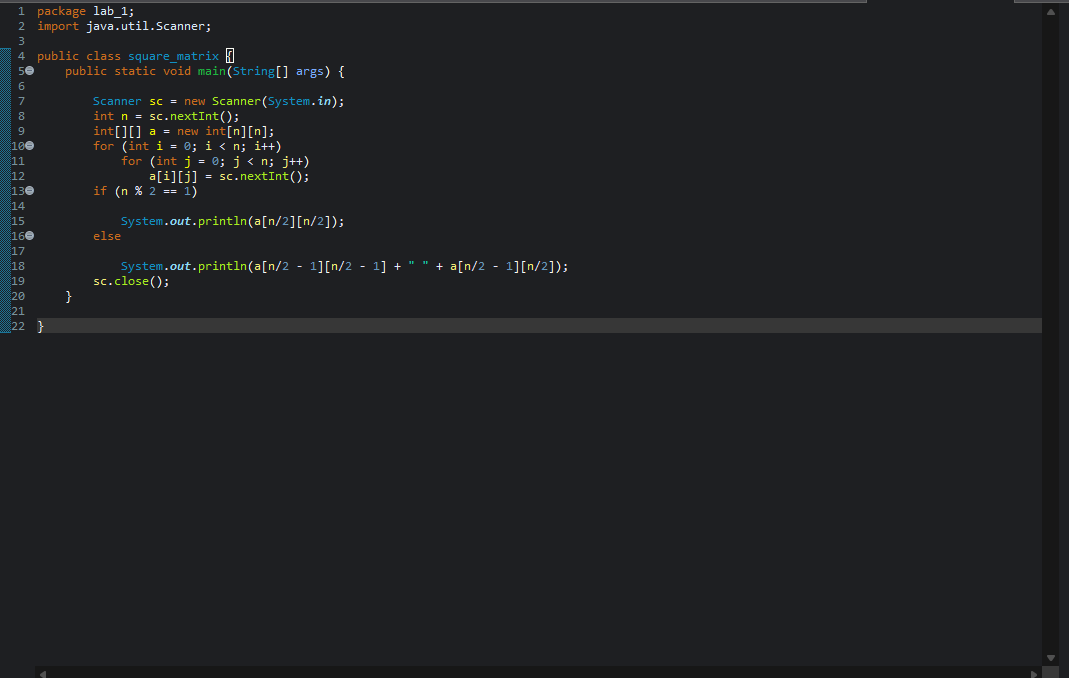 1 package lab_1;
2 import java.util.Scanner;
3
4 public class square_matrix {
5     public static void main(String[] args) {
6
7         Scanner sc = new Scanner(System.in);
8         int n = sc.nextInt();
9         int[][] a = new int[n][n];
10         for (int i = 0; i < n; i++)
11             for (int j = 0; j < n; j++)
12                 a[i][j] = sc.nextInt();
13         if (n % 2 == 1)
14
15             System.out.println(a[n/2][n/2]);
16         else
17
18             System.out.println(a[n/2 - 1][n/2 - 1] + " " + a[n/2 - 1][n/2]);
19         sc.close();
20     }
21
22 }